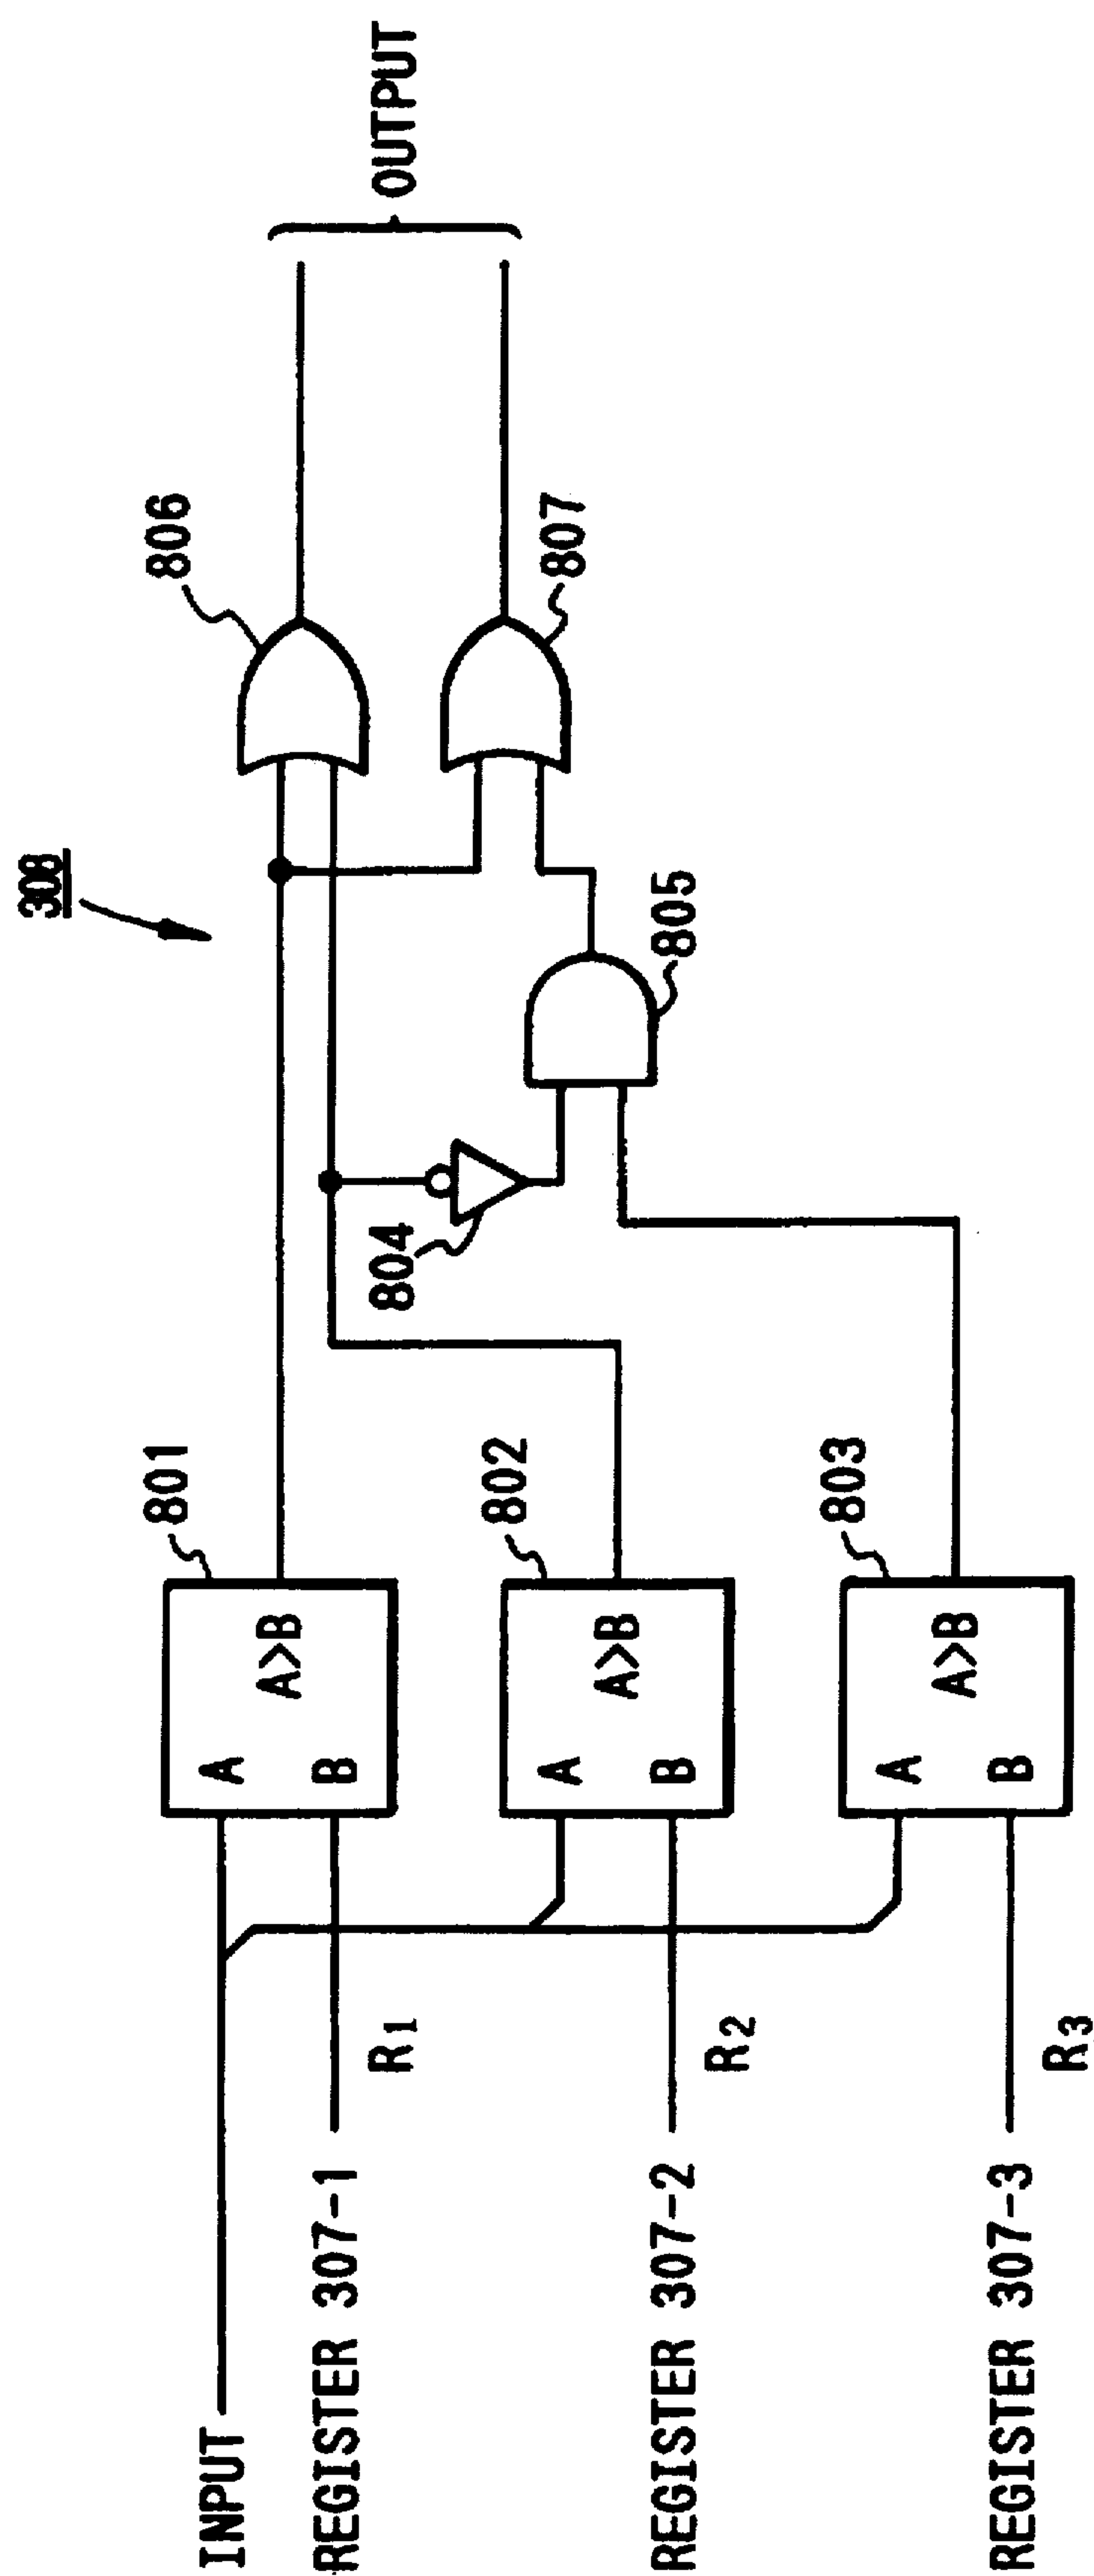 308
INPUT
REGISTER 307-1
R1
REGISTER 307-2
R2
REGISTER 307-3
R3
801
A
B
A>B
802
A
B
A>B
803
A
B
A>B
804
805
806
807
OUTPUT